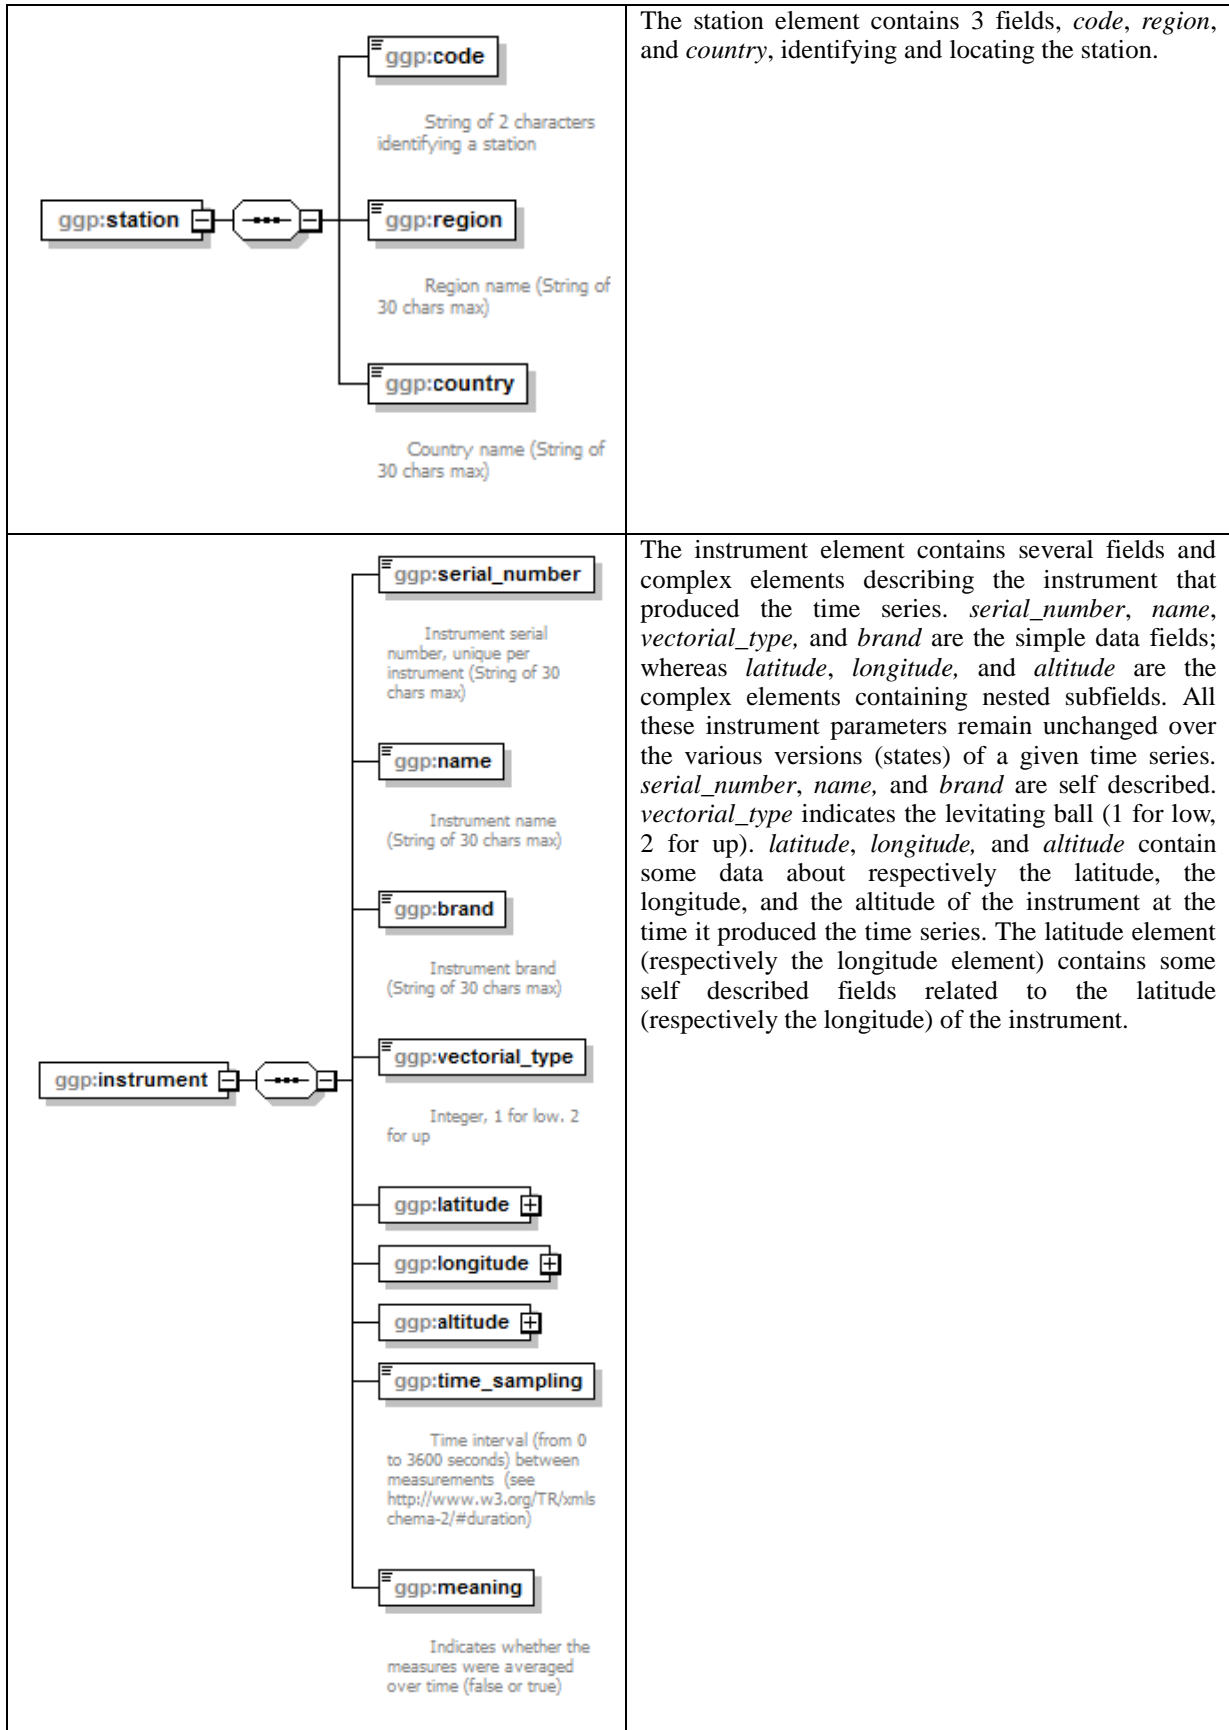 ggp:code
String of 2 characters
identifying a station
ggp:station
ggp:region
Region name (String of
30 chars max)
ggp:country
Country name (String of
30 chars max)
The station element contains 3 fields, code, region,
and country, identifying and locating the station.
ggp:serial_number
Instrument serial
number, unique per
instrument (String of 30
chars max)
ggp:name
Instrument name
(String of 30 chars max)
ggp:brand
Instrument brand
(String of 30 chars max)
ggp:vectorial_type
Integer, 1 for low. 2
for up
ggp:instrument
ggp:latitude
ggp:longitude
ggp:altitude
ggp:time_sampling
Time interval (from 0
to 3600 seconds) between
measurements (see
http://www.w3.org/TR/xmls
chema-2/#duration)
ggp:meaning
Indicates whether the
measures were averaged
over time (false or true)
The instrument element contains several fields and
complex elements describing the instrument that
produced the time series. serial_number, name,
vectorial_type, and brand are the simple data fields;
whereas latitude, longitude, and altitude are the
complex elements containing nested subfields. All
these instrument parameters remain unchanged over
the various versions (states) of a given time series.
serial_number, name, and brand are self described.
vectorial_type indicates the levitating ball (1 for low,
2 for up). latitude, longitude, and altitude contain
some data about respectively the latitude, the
longitude, and the altitude of the instrument at the
time it produced the time series. The latitude element
(respectively the longitude element) contains some
self described fields related to the latitude
(respectively the longitude) of the instrument.